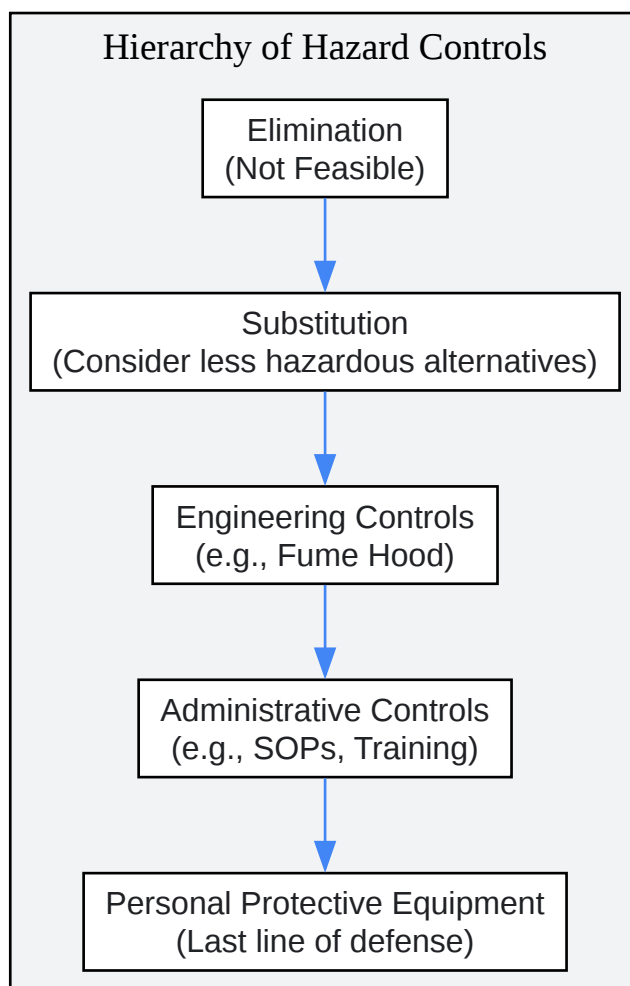 Hierarchy of Hazard Controls
Elimination
(Not Feasible)
Substitution
(Consider less hazardous alternatives)
Engineering Controls
(e.g., Fume Hood)
Administrative Controls
(e.g., SOPs, Training)
Personal Protective Equipment
(Last line of defense)